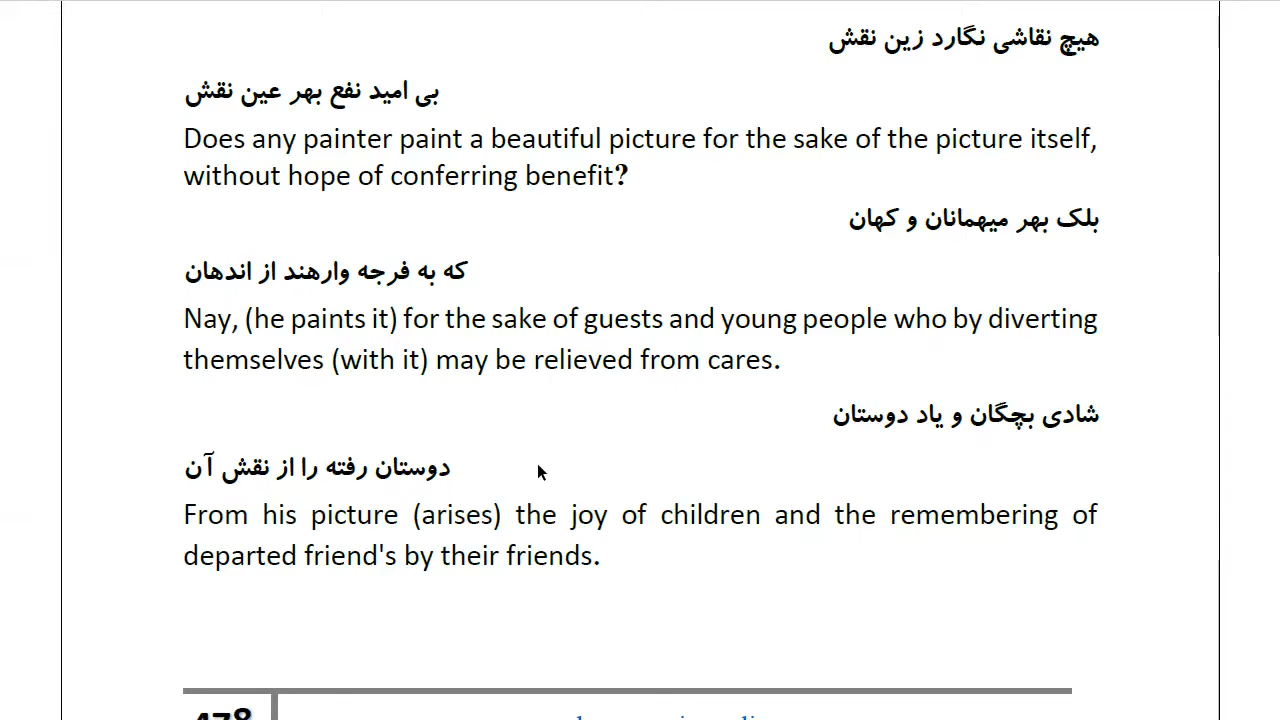 هیچ نقاشی نگارد زین نقش
بی امید نفع بهر عین نقش
Does any painter paint a beautiful picture for the sake of the picture itself,
without hope of conferring benefit?
بلک بهر میهمانان و کهان
که به فرجه وارهند از اندهان
Nay, (he paints it) for the sake of guests and young people who by diverting
themselves (with it) may be relieved from cares.
شادی بچگان و یاد دوستان
دوستان رفته را از نقش آن
From his picture (arises) the joy of children and the remembering of
departed friend's by their friends.
478